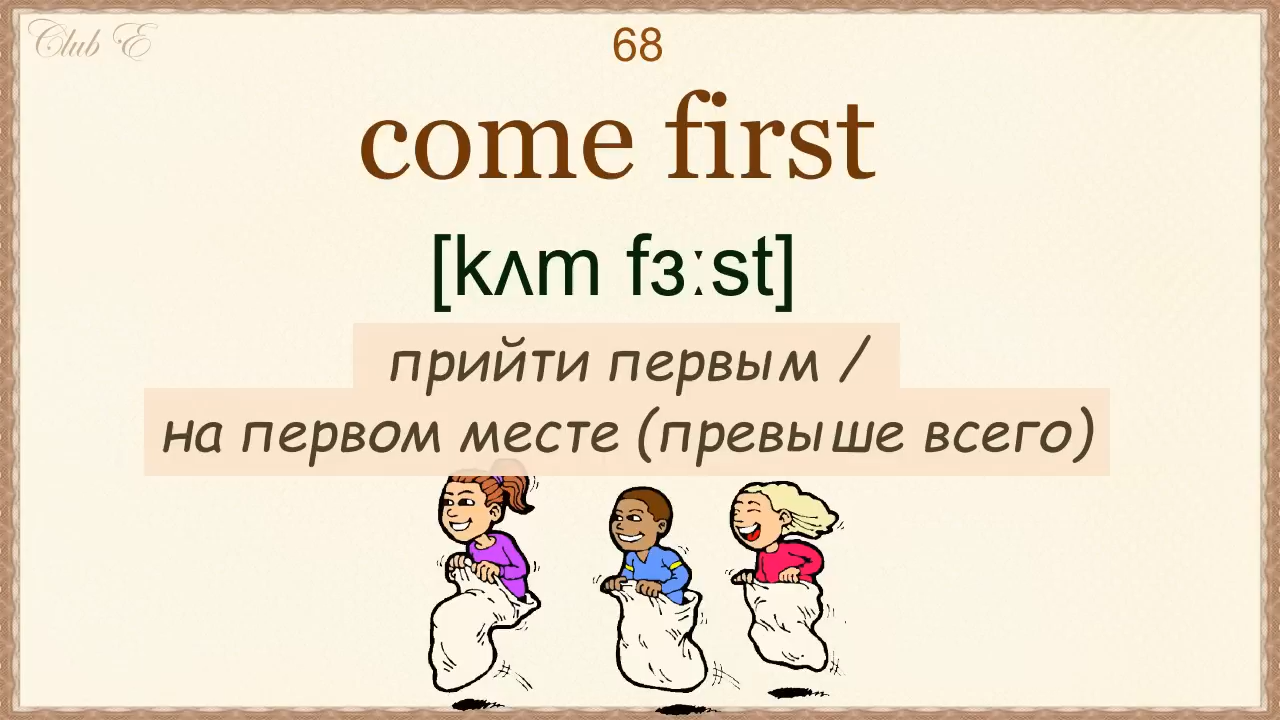 Club E
68
come first
[kʌm fɜːst]
прийти первым /
на первом месте (превыше всего)